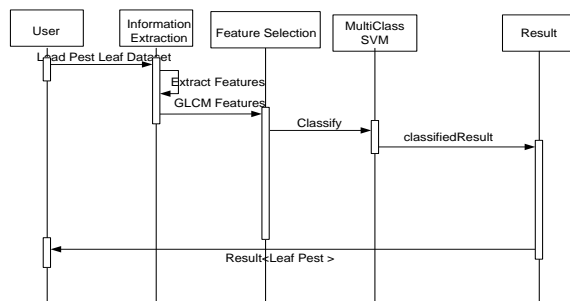 User
Information
Extraction
Feature Selection
MultiClass
SVM
Result
Load Pest Leaf Dataset
Extract Features
GLCM Features
Classify
classifiedResult
Result<Leaf Pest >